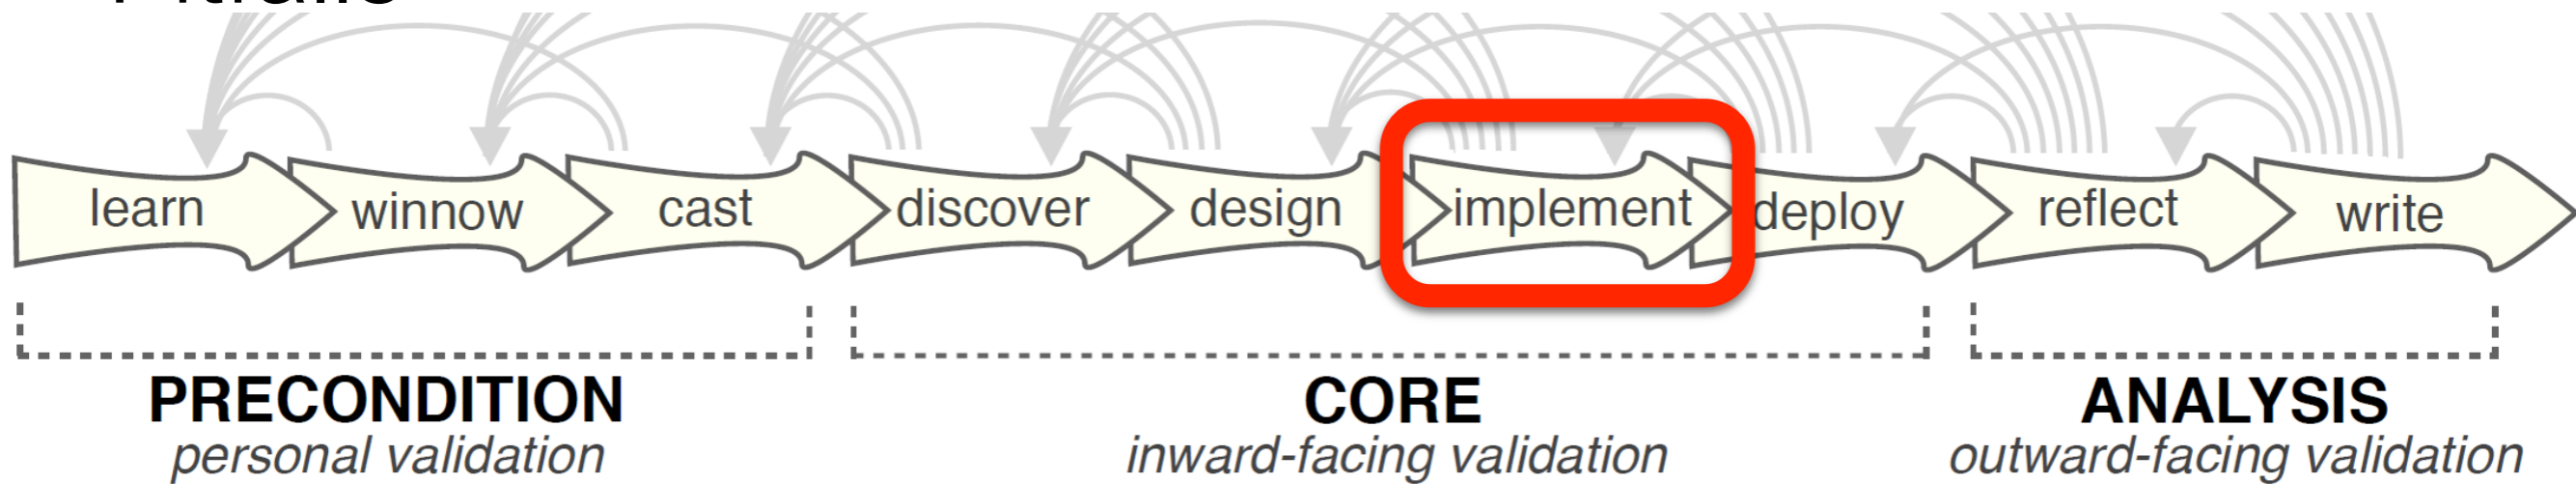 Pitfalls
learn winnow cast discover design implement deploy reflect write
PRECONDITION CORE ANALYSIS
personal validation inward-facing validation outward-facing validation